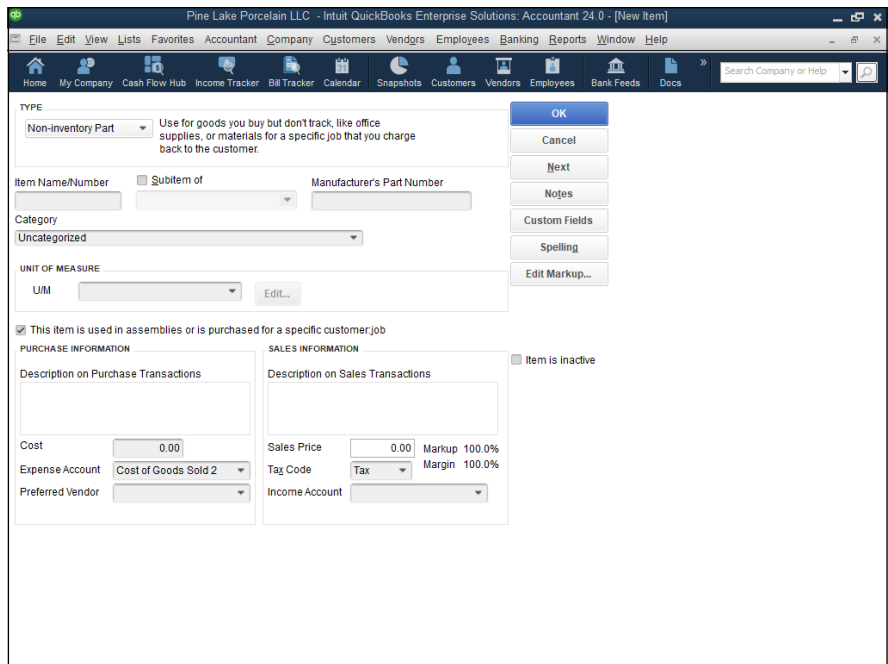 qb
Pine Lake Porcelain LLC - Intuit QuickBooks Enterprise Solutions: Accountant 24.0 - [New Item]
File Edit View Lists Favorites Accountant Company Customers Vendors Employees Banking Reports Window Help
31
Home My Company Cash Flow Hub Income Tracker Bill Tracker Calendar Snapshots Customers Vendors Employees Bank Feeds Docs » Search Company or Help
TYPE
Non-inventory Part
Use for goods you buy but don't track, like office
supplies, or materials for a specific job that you charge
back to the customer.
OK
Cancel
Next
Notes
Custom Fields
Spelling
Edit Markup...
Item Name/Number Subitem of Manufacturer's Part Number
Category
Uncategorized
UNIT OF MEASURE
U/M Edit...
This item is used in assemblies or is purchased for a specific customer:job
PURCHASE INFORMATION SALES INFORMATION
Item is inactive
Description on Purchase Transactions Description on Sales Transactions
Cost 0.00 Sales Price 0.00 Markup 100.0%
Expense Account Cost of Goods Sold 2 Tax Code Tax Margin 100.0%
Preferred Vendor Income Account